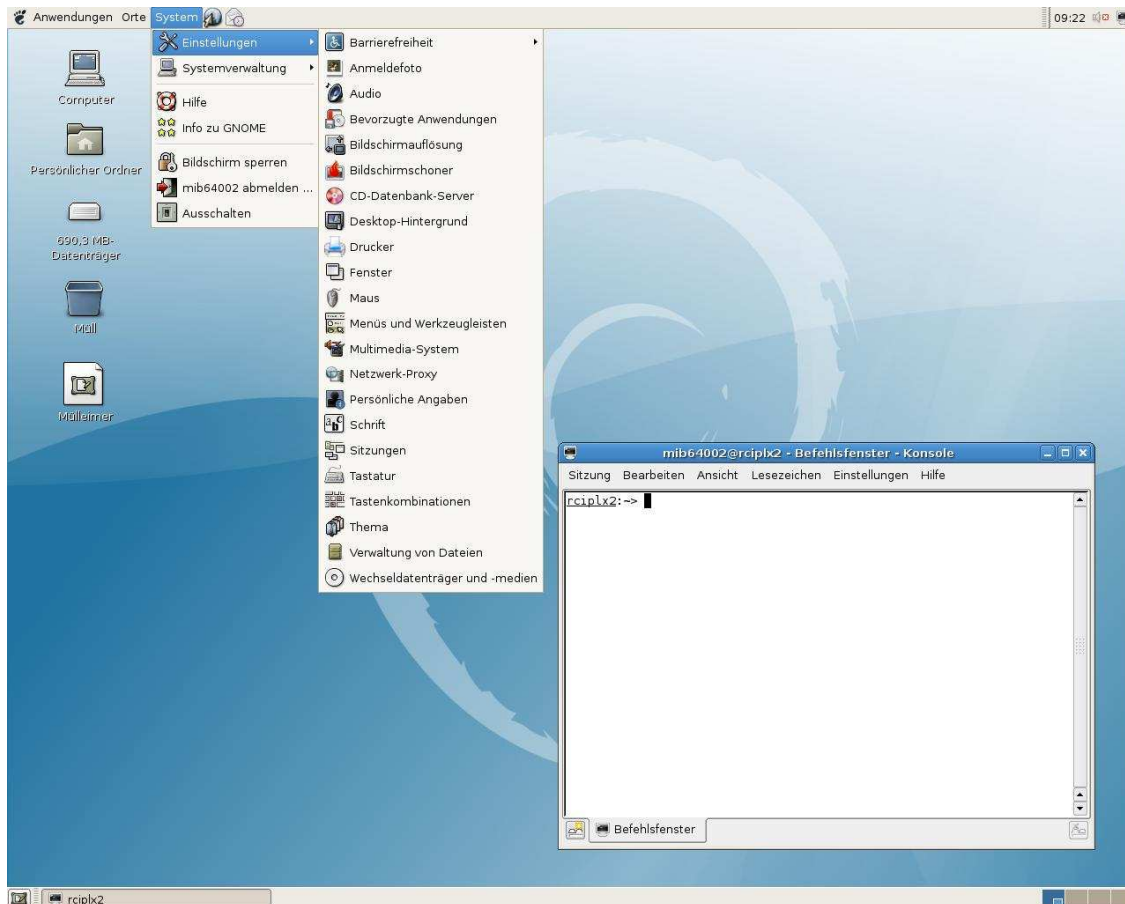 Anwendungen Orte System
09:22
Computer
Persönlicher Ordner
690,3 MB-
Datenträger
Müll
Mülleimer
Einstellungen
Systemverwaltung
Hilfe
Info zu GNOME
Bildschirm sperren
mib64002 abmelden ...
Ausschalten
Barrierefreiheit
Anmeldefoto
Audio
Bevorzugte Anwendungen
Bildschirmauflösung
Bildschirmschoner
CD-Datenbank-Server
Desktop-Hintergrund
Drucker
Fenster
Maus
Menüs und Werkzeugleisten
Multimedia-System
Netzwerk-Proxy
Persönliche Angaben
Schrift
Sitzungen
Tastatur
Tastenkombinationen
Thema
Verwaltung von Dateien
Wechseldatenträger und -medien
mib64002@rciplx2 - Befehlsfenster - Konsole
Sitzung Bearbeiten Ansicht Lesezeichen Einstellungen Hilfe
rciplx2:~>
Befehlsfenster
rciplx2